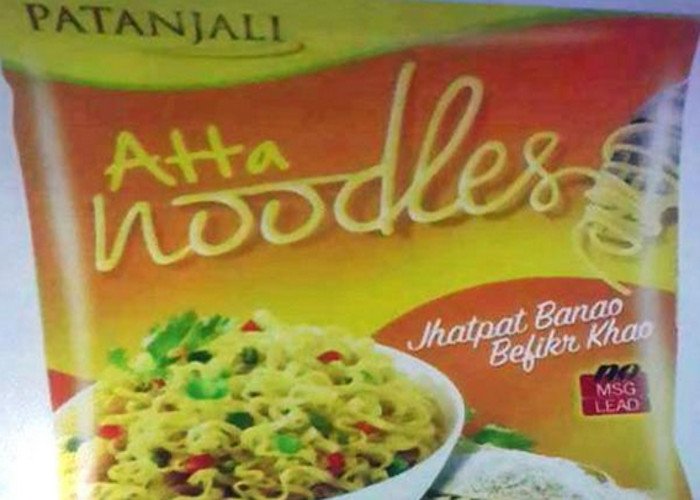 PATANJALI
Atta
noodles
Jhatpat Banao
Befikr Khao
no
MSG
LEAD